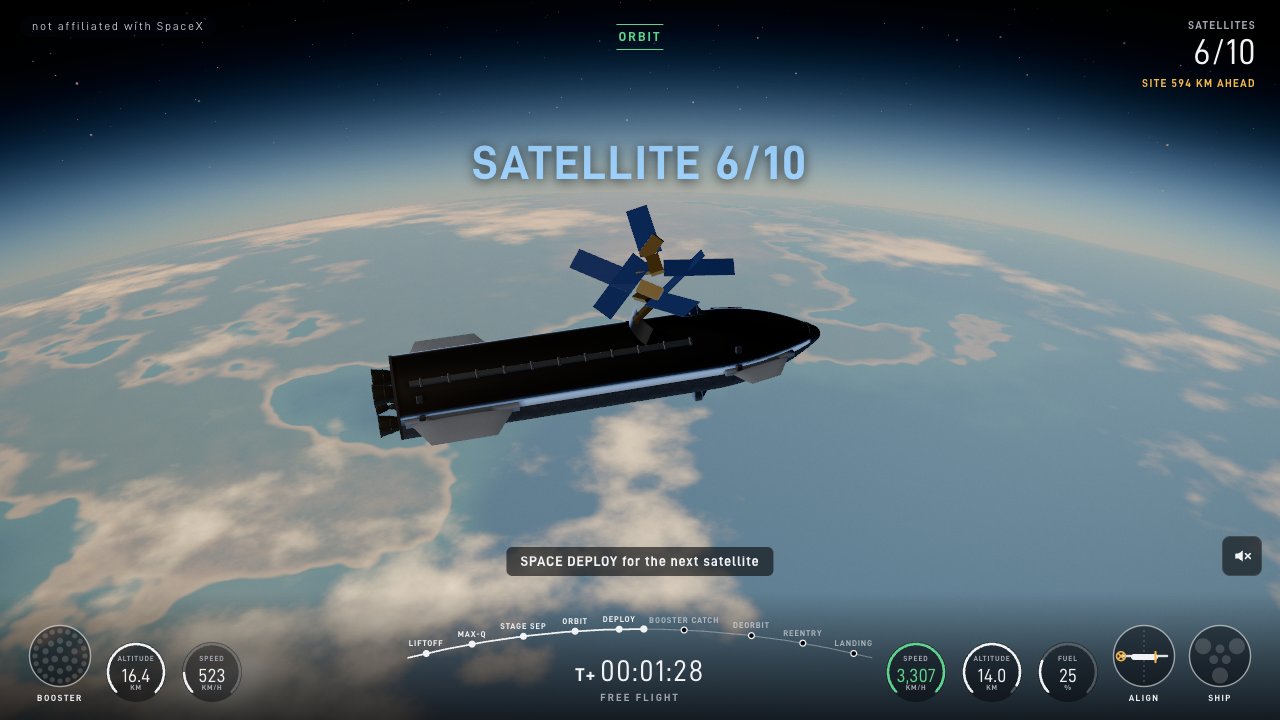 not affiliated with SpaceX
ORBIT
SATELLITES
6/10
SITE 594 KM AHEAD
SATELLITE 6/10
SPACE DEPLOY for the next satellite
LIFTOFF
MAX-Q
STAGE SEP
ORBIT
DEPLOY
BOOSTER CATCH
DEORBIT
REENTRY
LANDING
BOOSTER
ALTITUDE
16.4
KM
SPEED
523
KM/H
T+ 00:01:28
FREE FLIGHT
SPEED
3,307
KM/H
ALTITUDE
14.0
KM
FUEL
25
%
ALIGN
SHIP